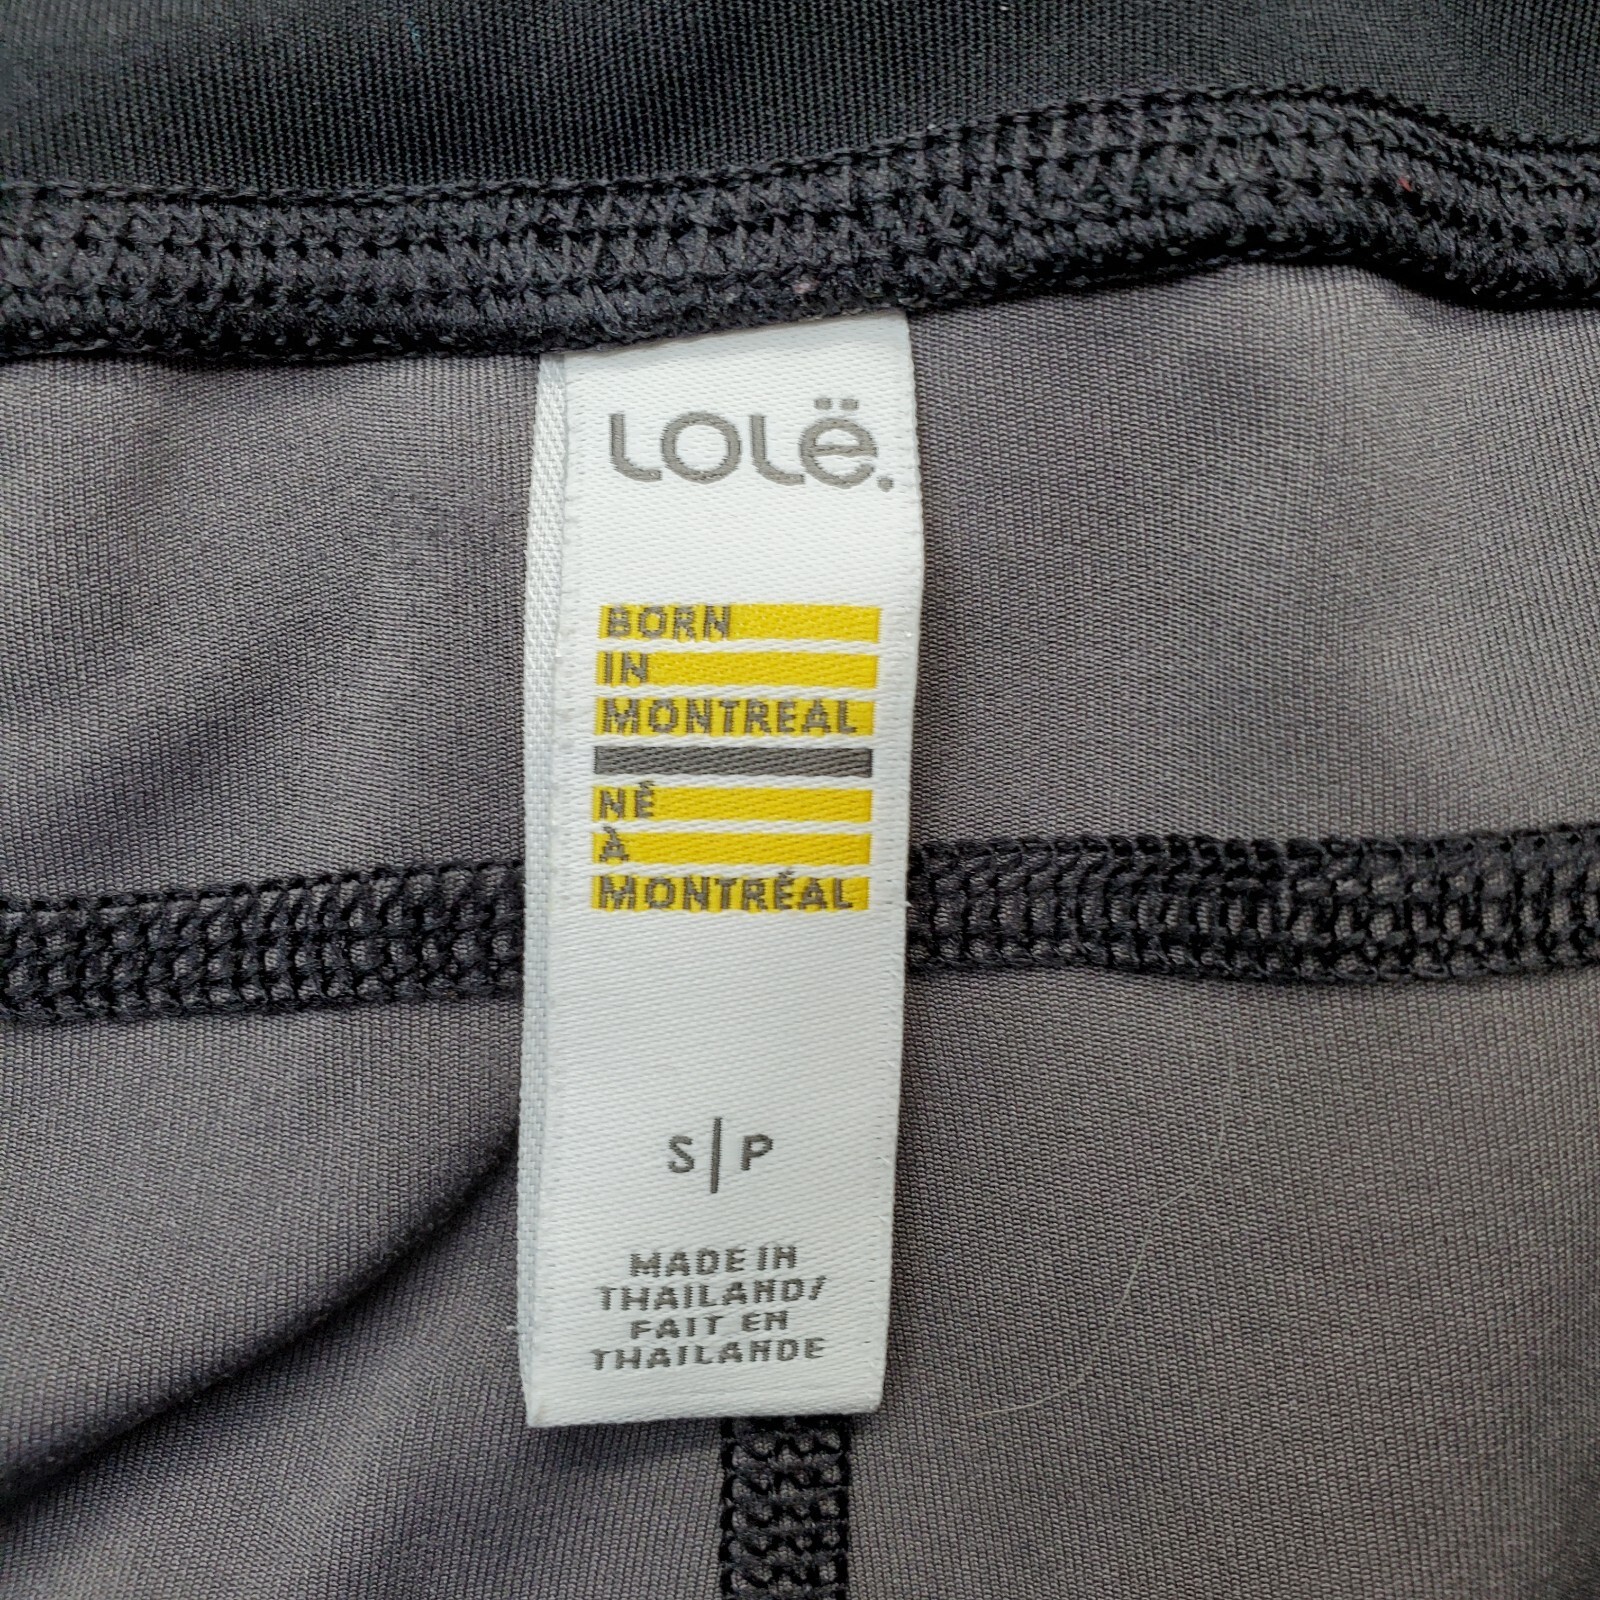 LOLË.
BORN
IN
MONTREAL
NÉ
À
MONTRÉAL
S|P
MADE IN
THAILAND/
FAIT EN
THAILANDE